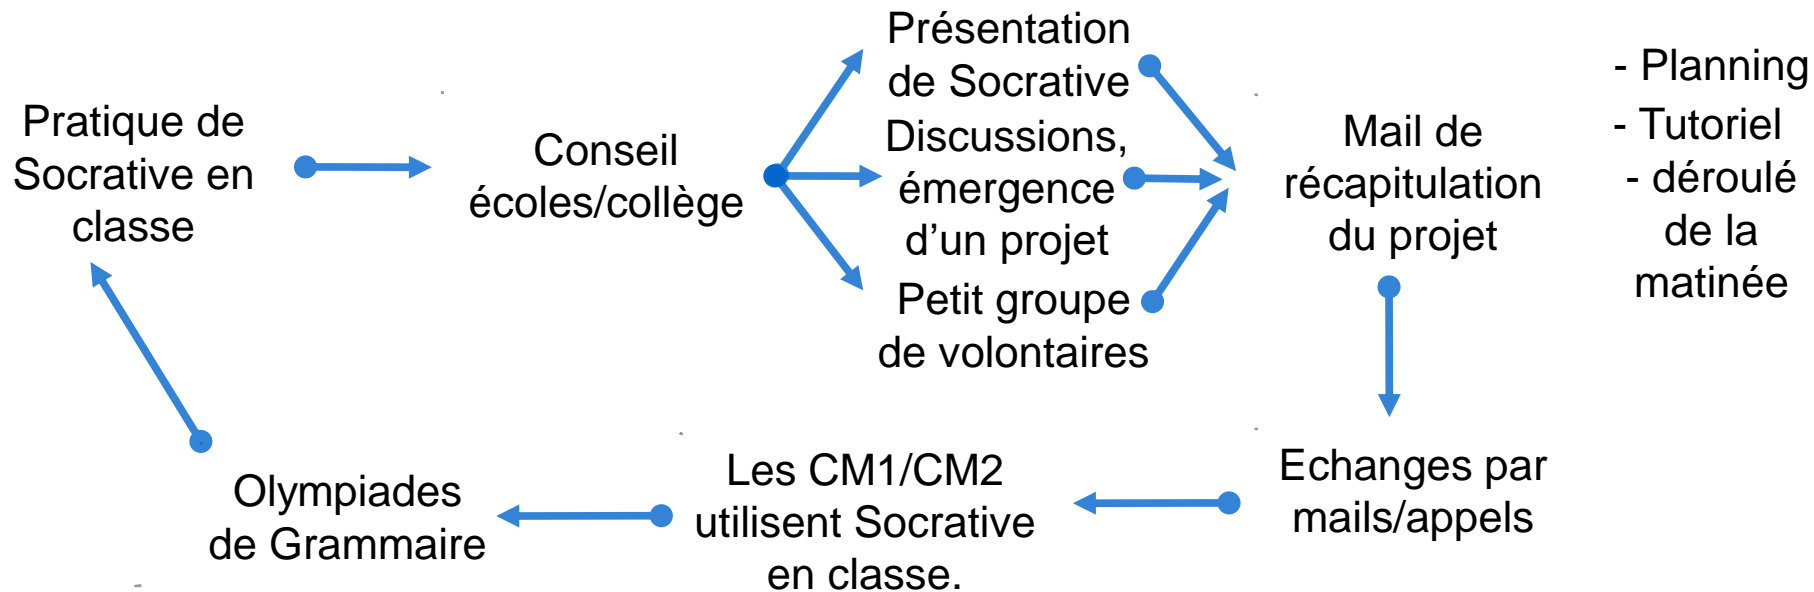 Pratique de
Socrative en
classe
Conseil
écoles/collège
Présentation
de Socrative
Discussions,
émergence
d’un projet
Petit groupe
de volontaires
Mail de
récapitulation
du projet
- Planning
- Tutoriel
- déroulé
de la
matinée
Echanges par
mails/appels
Les CM1/CM2
utilisent Socrative
en classe.
Olympiades
de Grammaire